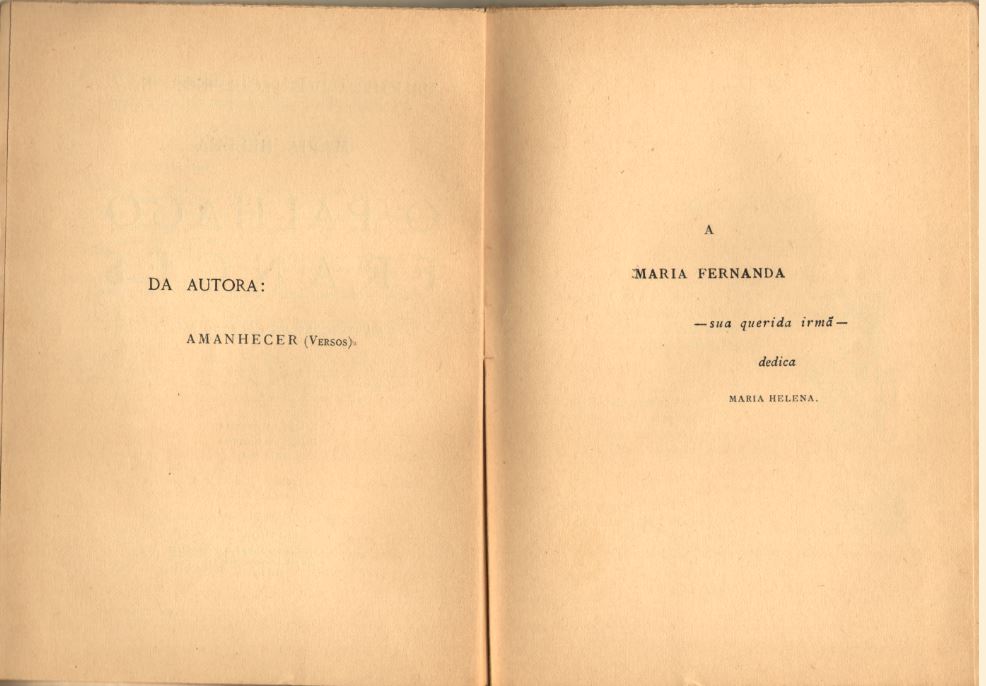 DA AUTORA:
AMANHECER (VERSOS).
A
MARIA FERNANDA
—sua querida irmã—
dedica
MARIA HELENA.